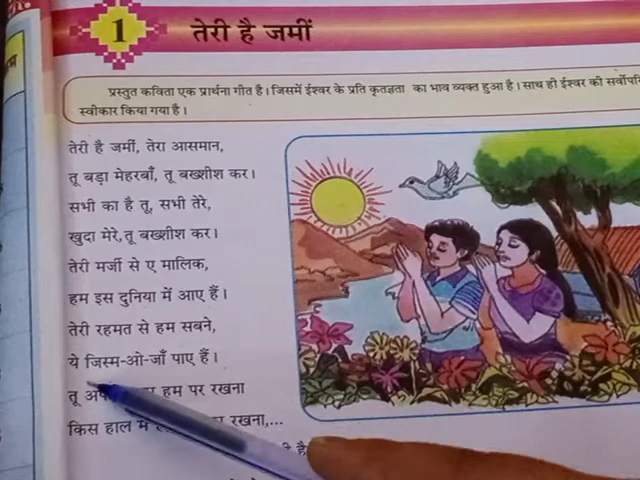 1
तेरी है जमीं
प्रस्तुत कविता एक प्रार्थना गीत है। जिसमें ईश्वर के प्रति कृतज्ञता का भाव व्यक्त हुआ है। साथ ही ईश्वर की
स्वीकार किया गया है।
तेरी है जमीं, तेरा आसमान,
तू बड़ा मेहरबाँ, तू बख्शीश कर।
सभी का है तू, सभी तेरे,
खुदा मेरे, तू बख्शीश कर।
तेरी मर्जी से ए मालिक,
हम इस दुनिया में आए हैं।
तेरी रहमत से हम सबने,
ये जिस्म-ओ-जाँ पाए हैं।
तू हम पर रखना
किस हाल में रखना,...